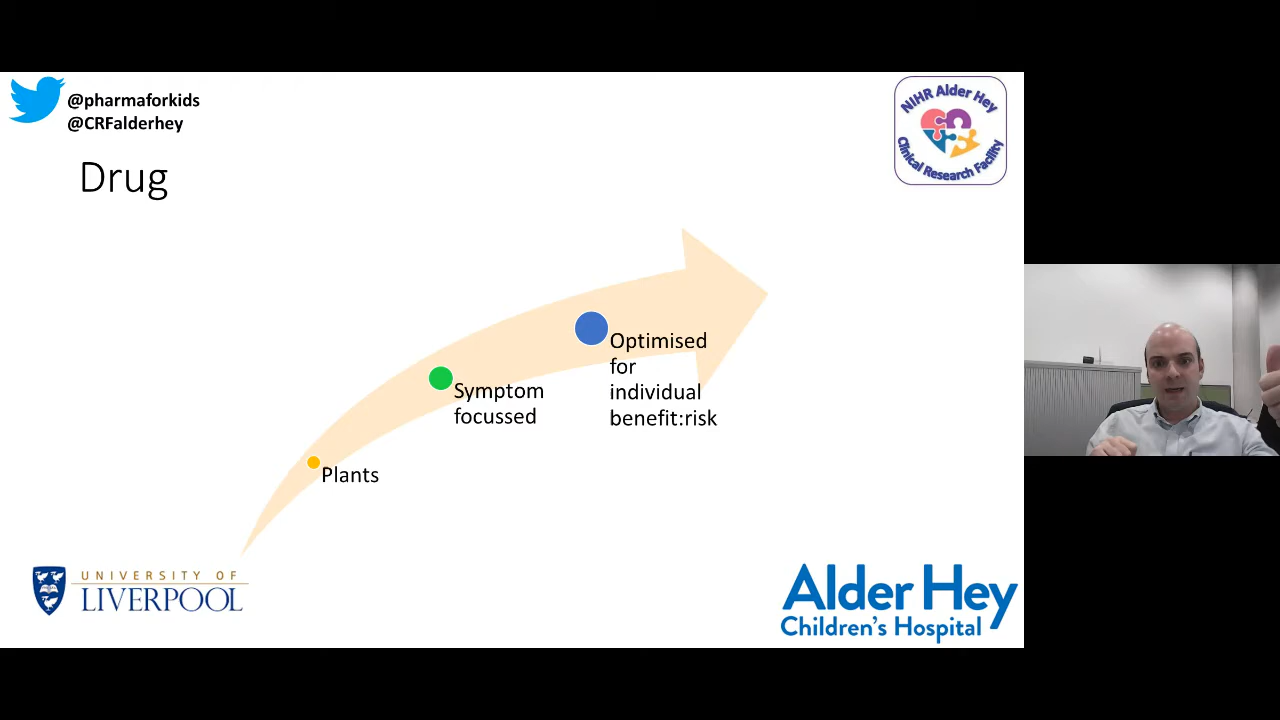 @pharmaforkids
@CRFalderhey
NIHR Alder Hey
Clinical Research Facility
Drug
Optimised
for
individual
benefit:risk
Symptom
focussed
Plants
UNIVERSITY OF
LIVERPOOL
Alder Hey
Children's Hospital